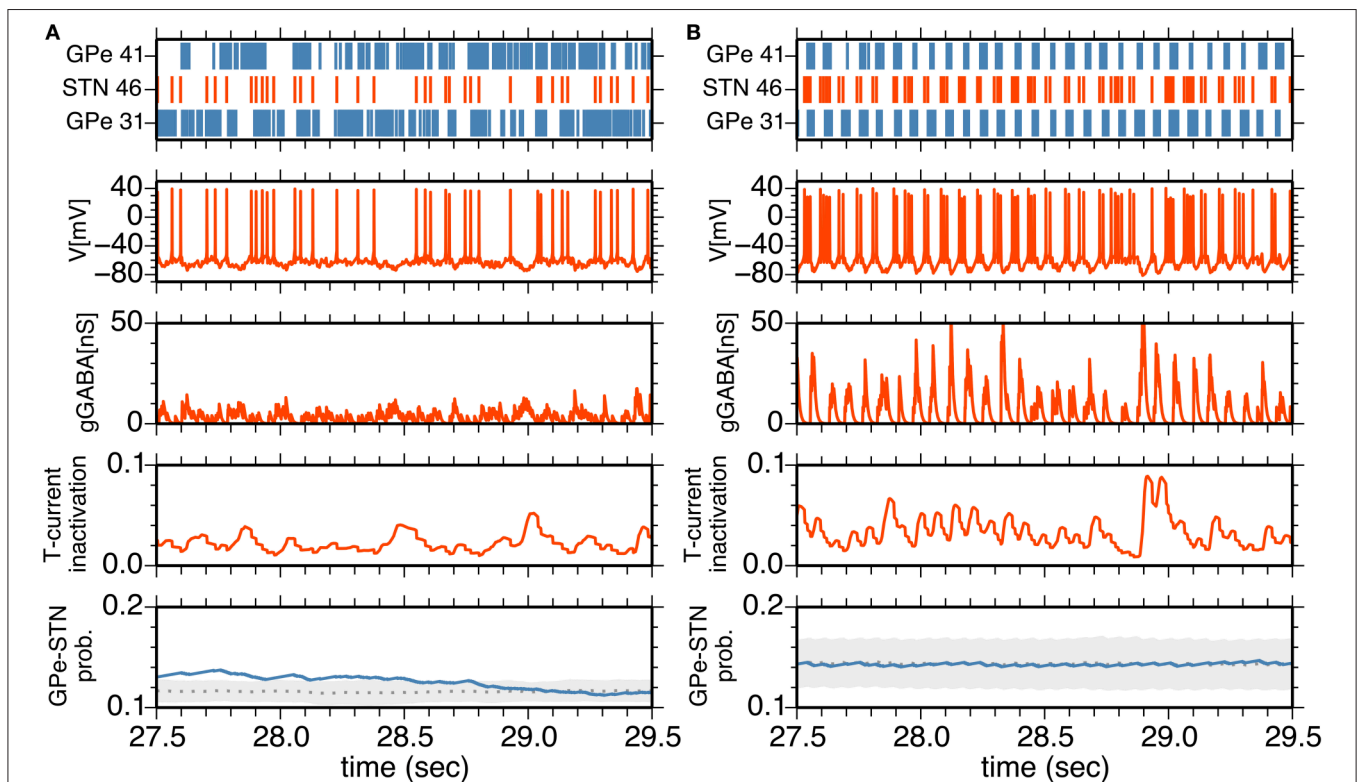 A
GPe 41
STN 46
GPe 31
40
0
−40
−80
V[mV]
50
0
gGABA[nS]
0.1
0.0
T-current
inactivation
0.2
0.1
GPe-STN
prob.
27.5 28.0 28.5 29.0 29.5
time (sec)
B
GPe 41
STN 46
GPe 31
40
0
−40
−80
V[mV]
50
0
gGABA[nS]
0.1
0.0
T-current
inactivation
0.2
0.1
GPe-STN
prob.
27.5 28.0 28.5 29.0 29.5
time (sec)